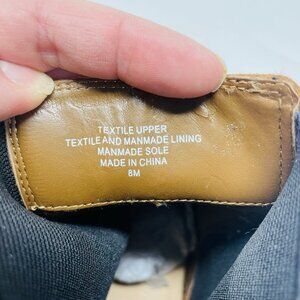 TEXTILE UPPER
TEXTILE AND MANMADE LINING
MANMADE SOLE
MADE IN CHINA
8M